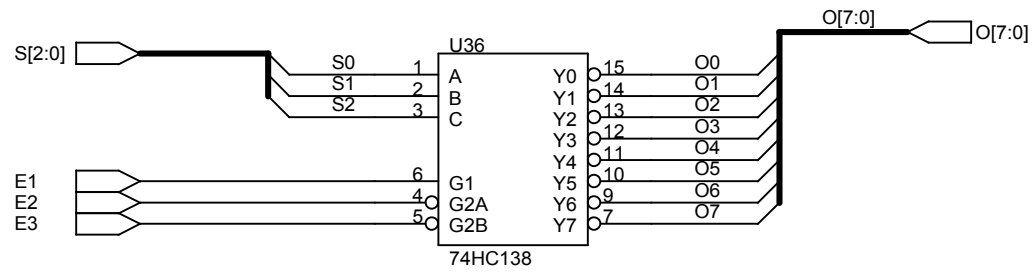 O[7:0]
S[2:0]
O[7:0]
U36
S0 1 A Y0 15 O0
S1 2 B Y1 14 O1
S2 3 C Y2 13 O2
Y3 12 O3
Y4 11 O4
E1 6 G1 Y5 10 O5
E2 4 G2A Y6 9 O6
E3 5 G2B Y7 7 O7
74HC138